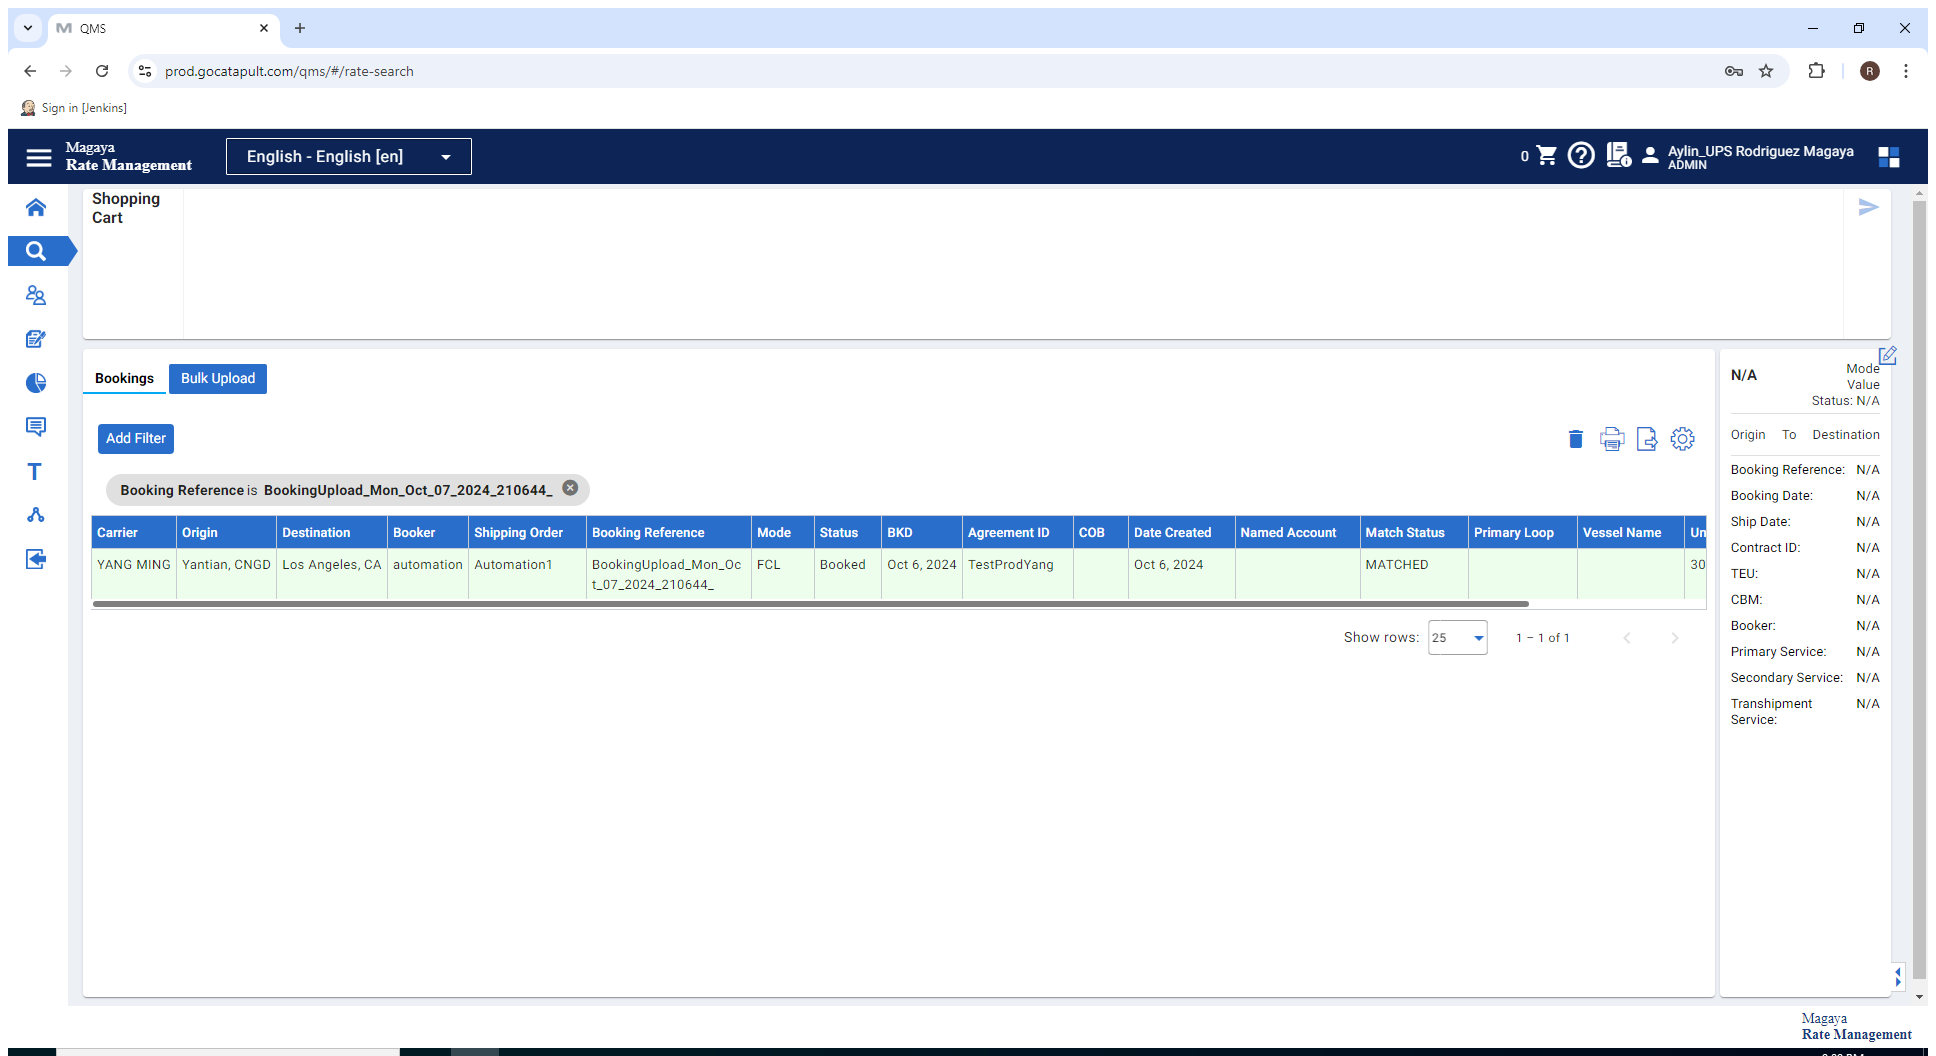 QMS
prod.gocatapult.com/qms/#/rate-search
R
Sign in [Jenkins]
Magaya
Rate Management
English - English [en]
0
Aylin_UPS Rodriguez Magaya
ADMIN
Shopping
Cart
Bookings
Bulk Upload
N/A
Mode
Value
Status: N/A
Add Filter
Origin To Destination
Booking Reference is BookingUpload_Mon_Oct_07_2024_210644_
Carrier Origin Destination Booker Shipping Order Booking Reference Mode Status BKD Agreement ID COB Date Created Named Account Match Status Primary Loop Vessel Name Un
YANG MING Yantian, CNGD Los Angeles, CA automation Automation1 BookingUpload_Mon_Oc FCL Booked Oct 6, 2024 TestProdYang Oct 6, 2024 MATCHED 30
t_07_2024_210644_
Show rows: 25 1 – 1 of 1
Booking Reference: N/A
Booking Date: N/A
Ship Date: N/A
Contract ID: N/A
TEU: N/A
CBM: N/A
Booker: N/A
Primary Service: N/A
Secondary Service: N/A
Transhipment N/A
Service:
Magaya
Rate Management